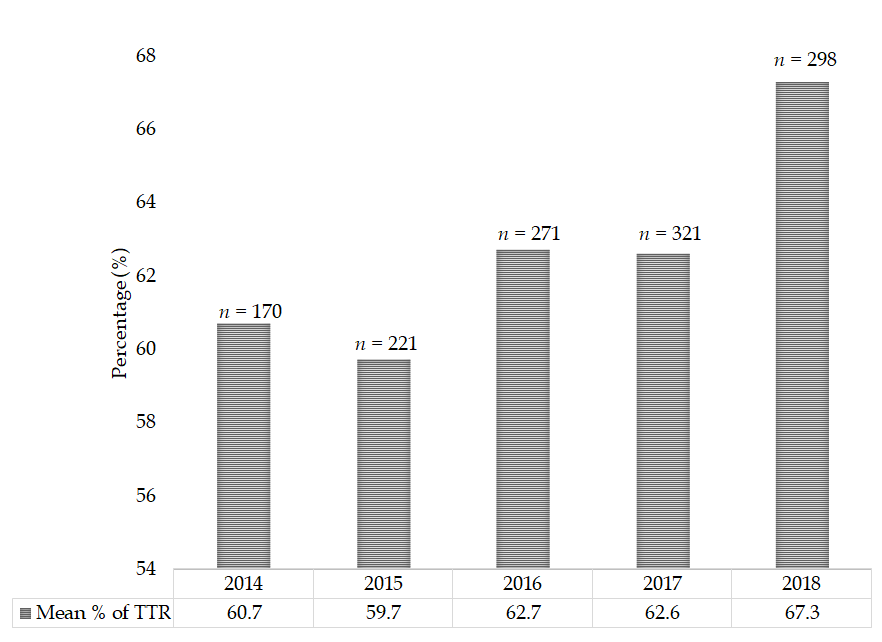 68
n = 298
66
64
n = 271
n = 321
Percentage (%)
62
n = 170
60
n = 221
58
56
54
2014 2015 2016 2017 2018
Mean % of TTR 60.7 59.7 62.7 62.6 67.3